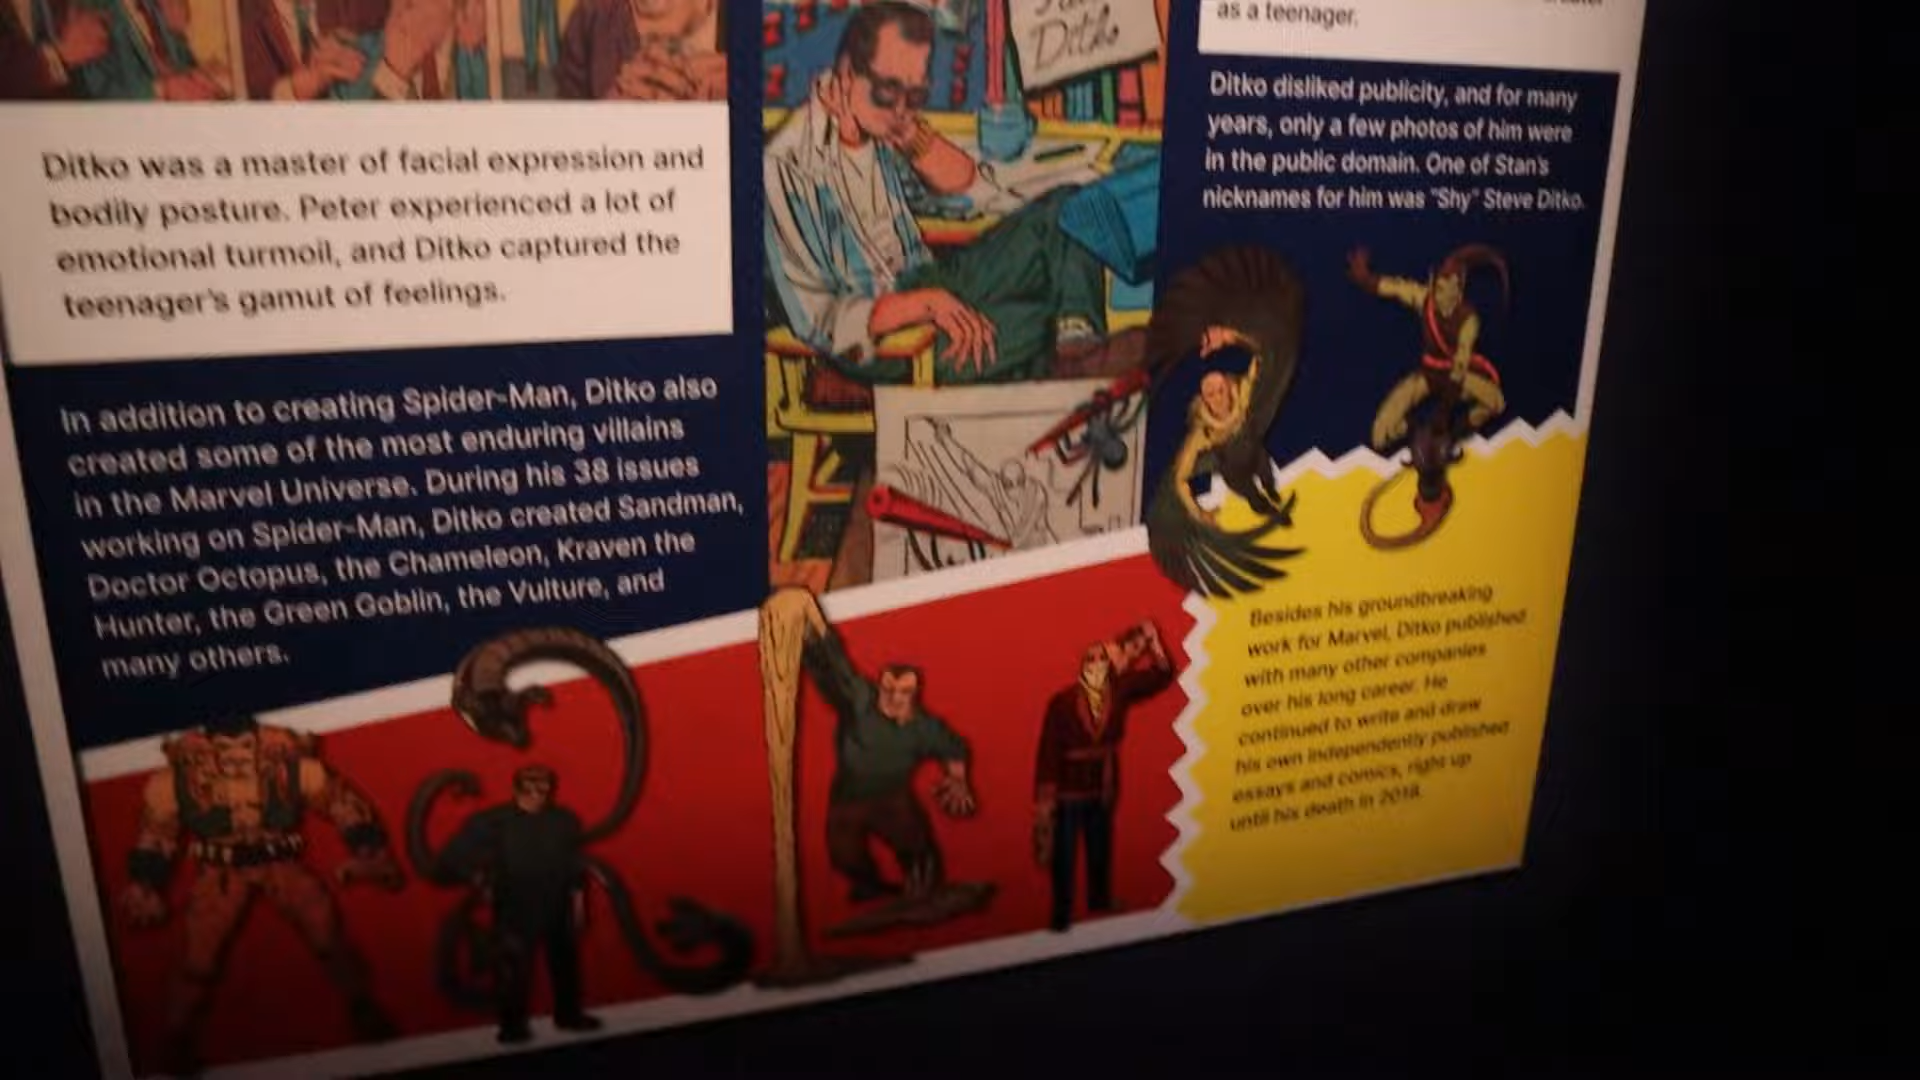 Ditko was a master of facial expression and
bodily posture. Peter experienced a lot of
emotional turmoil, and Ditko captured the
teenager's gamut of feelings.
In addition to creating Spider-Man, Ditko also
created some of the most enduring villains
in the Marvel Universe. During his 38 issues
working on Spider-Man, Ditko created Sandman,
Doctor Octopus, the Chameleon, Kraven the
Hunter, the Green Goblin, the Vulture, and
many others.
Ditko
as a teenager.
Ditko disliked publicity, and for many
years, only a few photos of him were
in the public domain. One of Stan's
nicknames for him was "Shy" Steve Ditko.
Besides his groundbreaking
work for Marvel, Ditko published
with many other companies
over his long career. He
continued to write and draw
his own independently published
essays and comics, right up
until his death in 2018.